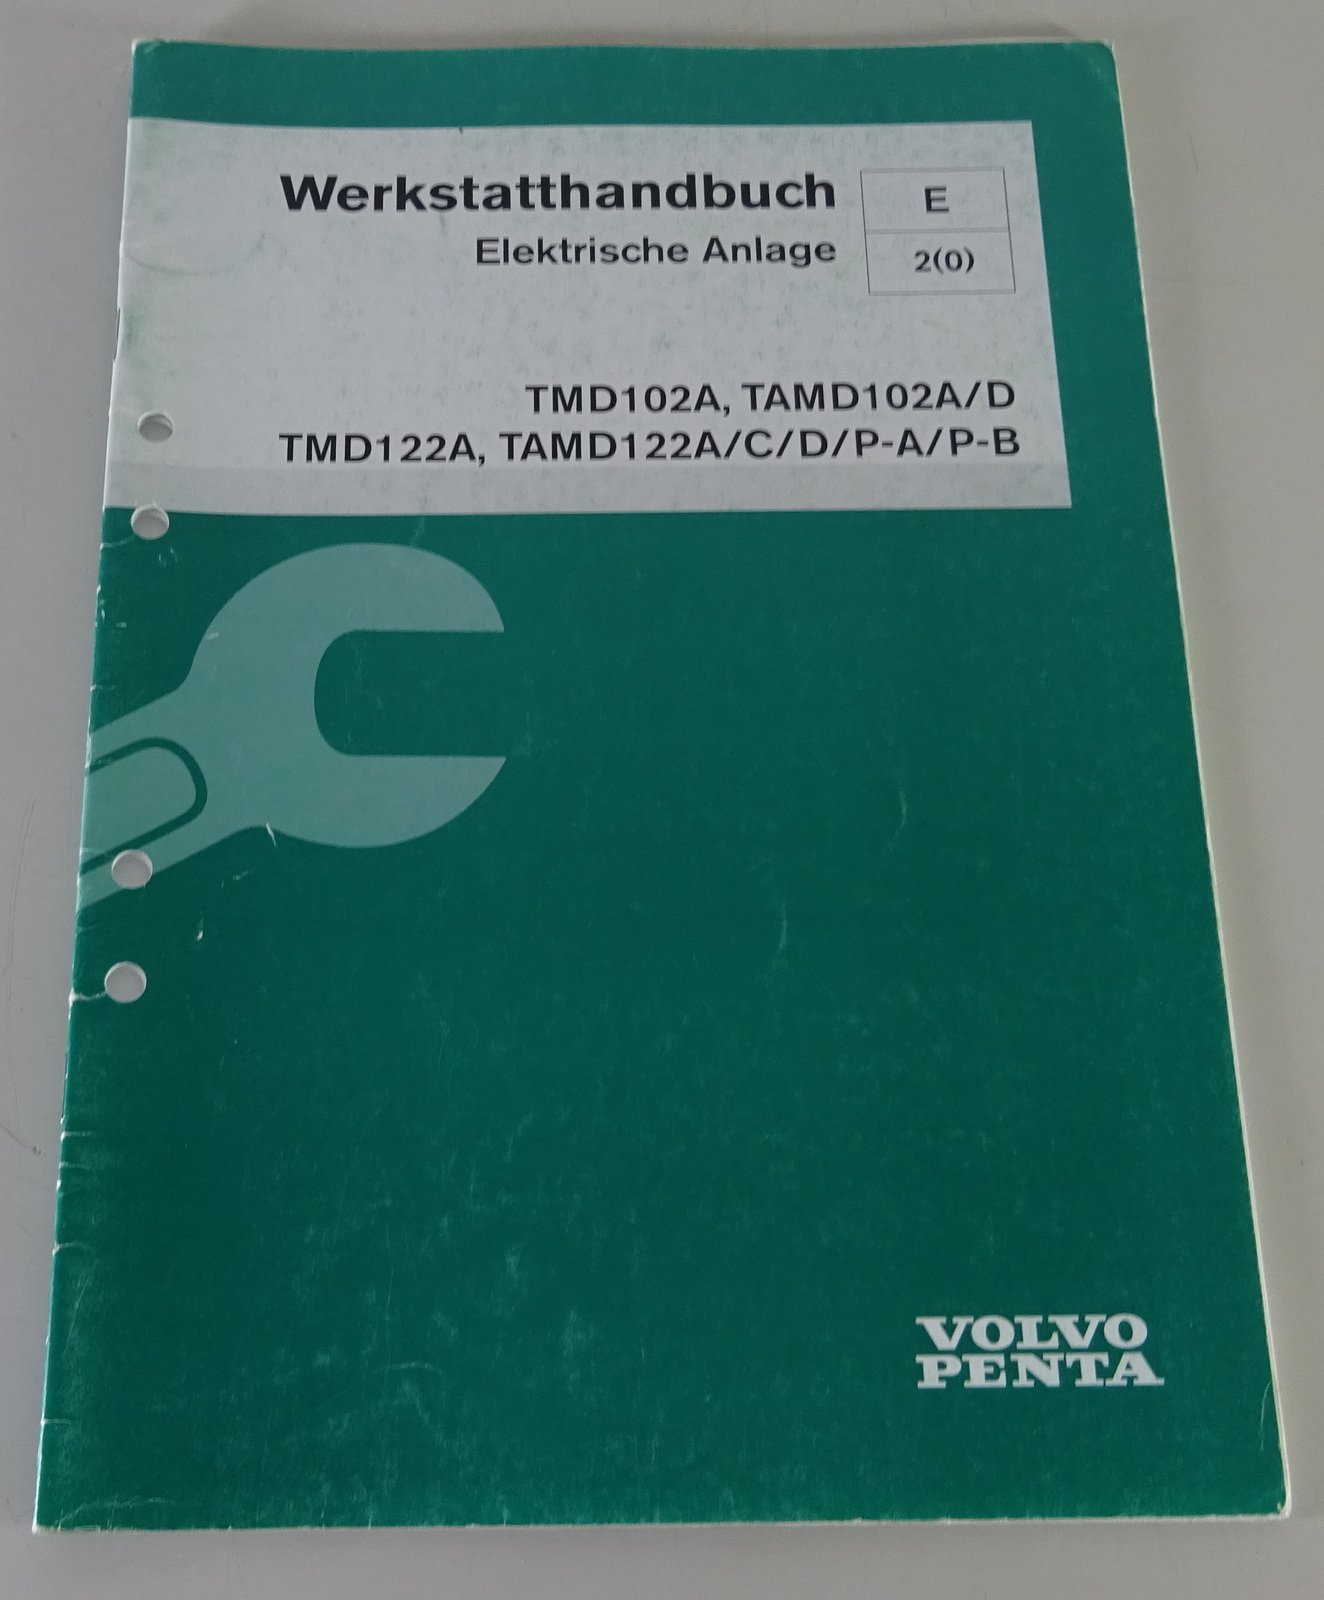 Werkstatthandbuch
Elektrische Anlage
E
2(0)
TMD102A, TAMD102A/D
TMD122A, TAMD122A/C/D/P-A/P-B
VOLVO
PENTA